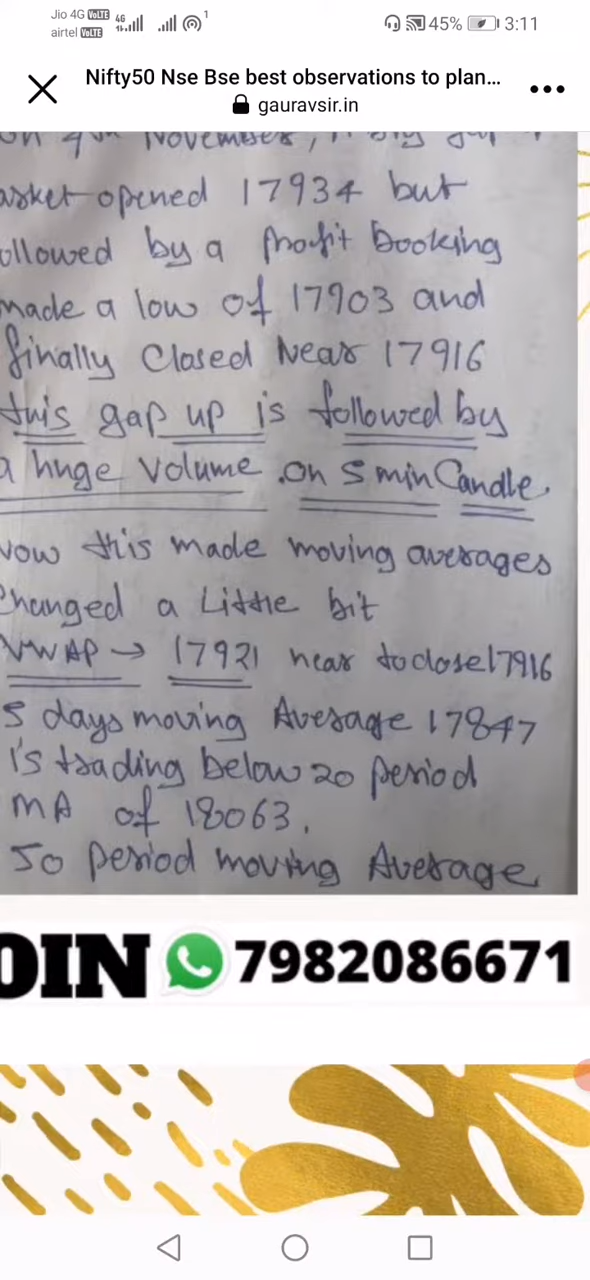 Jio 4G VoLTE 4G 1 45% 3:11
airtel VoLTE
Nifty50 Nse Bse best observations to plan...
gauravsir.in
November,
arket opened 17934 but
ollowed by a profit booking
made a low of 17903 and
finally Closed Near 17916
this gap up is followed by
a huge volume .on 5 min Candle.
Now this made moving averages
Changed a Little bit
VWAP → 17921 near to close 17916
5 days moving Average 17847
is trading below 20 period
MA of 18063.
50 period moving Average
OIN 7982086671